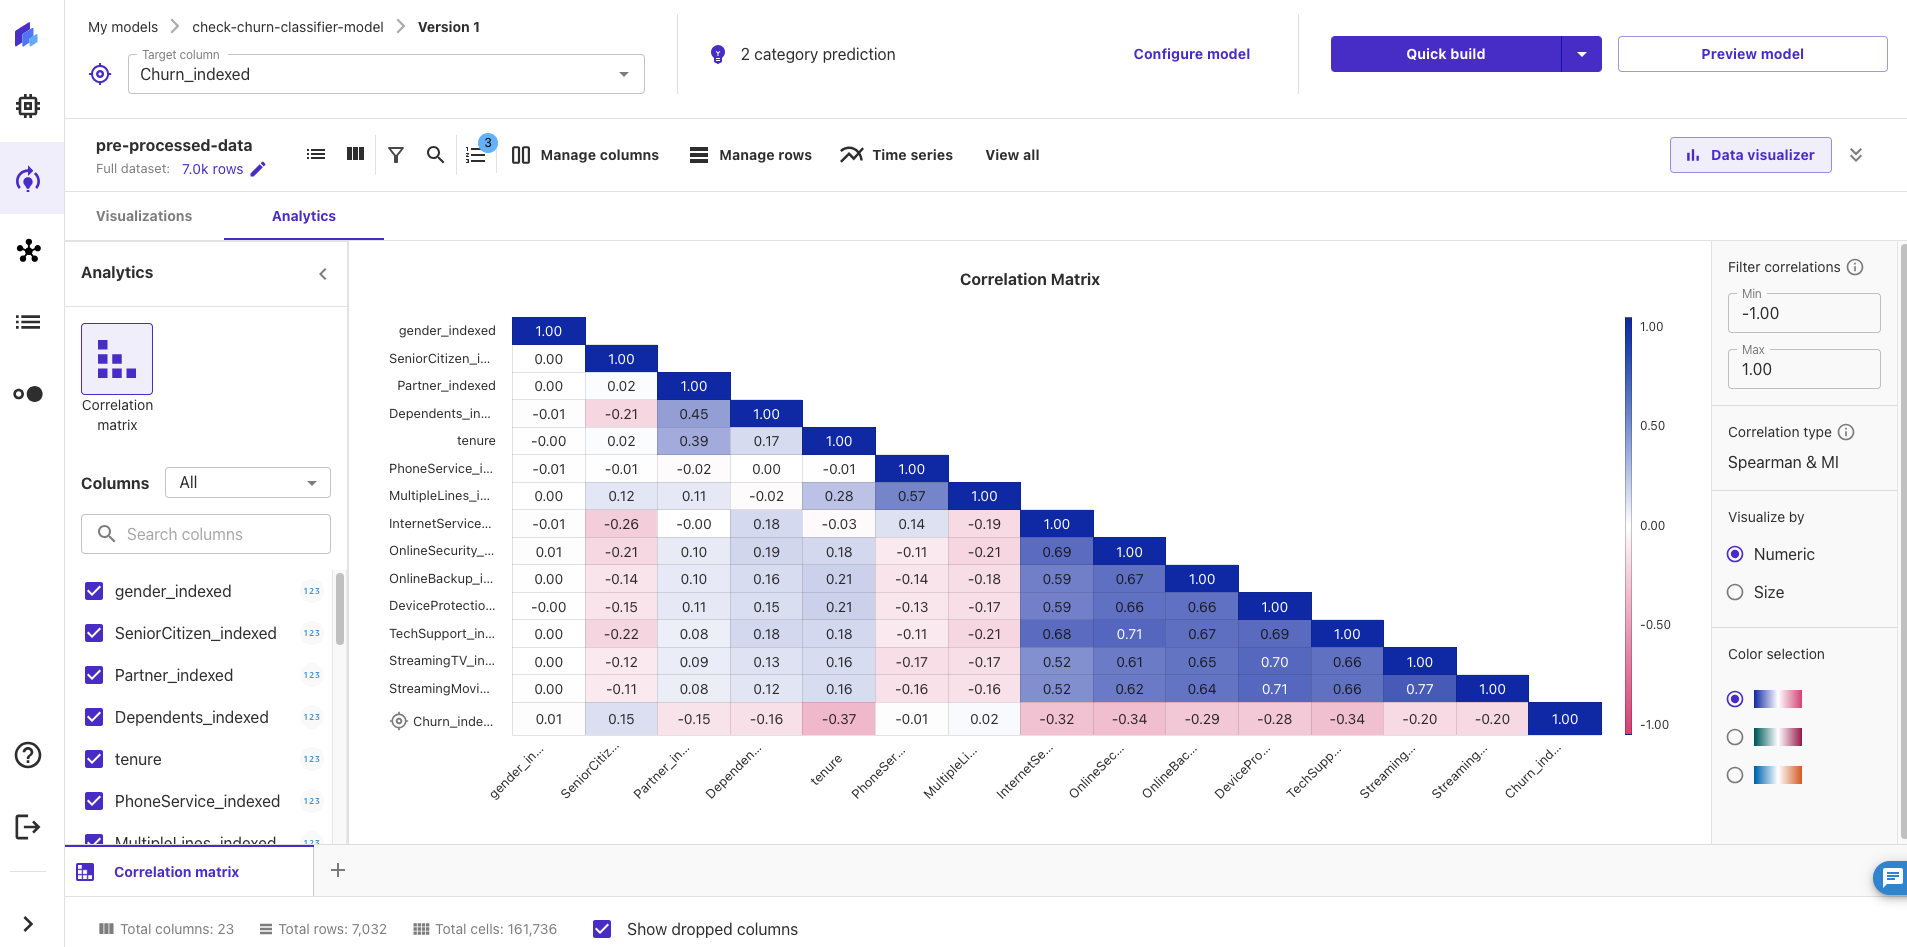 My models > check-churn-classifier-model > Version 1
Target column
Churn_indexed
2 category prediction
Configure model
Quick build
Preview model
pre-processed-data
Full dataset: 7.0k rows
3
Manage columns
Manage rows
Time series
View all
Data visualizer
Visualizations
Analytics
Analytics
Correlation
matrix
Columns
All
Search columns
gender_indexed 123
SeniorCitizen_indexed 123
Partner_indexed 123
Dependents_indexed 123
tenure 123
PhoneService_indexed 123
MultipleLines_indexed 123
Correlation Matrix
gender_indexed 1.00
SeniorCitizen_i... 0.00 1.00
Partner_indexed 0.00 0.02 1.00
Dependents_in... -0.01 -0.21 0.45 1.00
tenure -0.00 0.02 0.39 0.17 1.00
PhoneService_i... -0.01 -0.01 -0.02 0.00 -0.01 1.00
MultipleLines_i... 0.00 0.12 0.11 -0.02 0.28 0.57 1.00
InternetService... -0.01 -0.26 -0.00 0.18 -0.03 0.14 -0.19 1.00
OnlineSecurity_... 0.01 -0.21 0.10 0.19 0.18 -0.11 -0.21 0.69 1.00
OnlineBackup_i... 0.00 -0.14 0.10 0.16 0.21 -0.14 -0.18 0.59 0.67 1.00
DeviceProtectio... -0.00 -0.15 0.11 0.15 0.21 -0.13 -0.17 0.59 0.66 0.66 1.00
TechSupport_in... 0.00 -0.22 0.08 0.18 0.18 -0.11 -0.21 0.68 0.71 0.67 0.69 1.00
StreamingTV_in... 0.00 -0.12 0.09 0.13 0.16 -0.17 -0.17 0.52 0.61 0.65 0.70 0.66 1.00
StreamingMovi... 0.00 -0.11 0.08 0.12 0.16 -0.16 -0.16 0.52 0.62 0.64 0.71 0.66 0.77 1.00
Churn_inde... 0.01 0.15 -0.15 -0.16 -0.37 -0.01 0.02 -0.32 -0.34 -0.29 -0.28 -0.34 -0.20 -0.20 1.00
gender_in... SeniorCitiz... Partner_in... Dependen... tenure PhoneSer... MultipleLi... InternetSe... OnlineSec... OnlineBac... DevicePro... TechSupp... Streaming... Streaming... Churn_ind...
1.00
0.50
0.00
-0.50
-1.00
Filter correlations
Min
-1.00
Max
1.00
Correlation type
Spearman & MI
Visualize by
Numeric
Size
Color selection
Correlation matrix
Total columns: 23
Total rows: 7,032
Total cells: 161,736
Show dropped columns